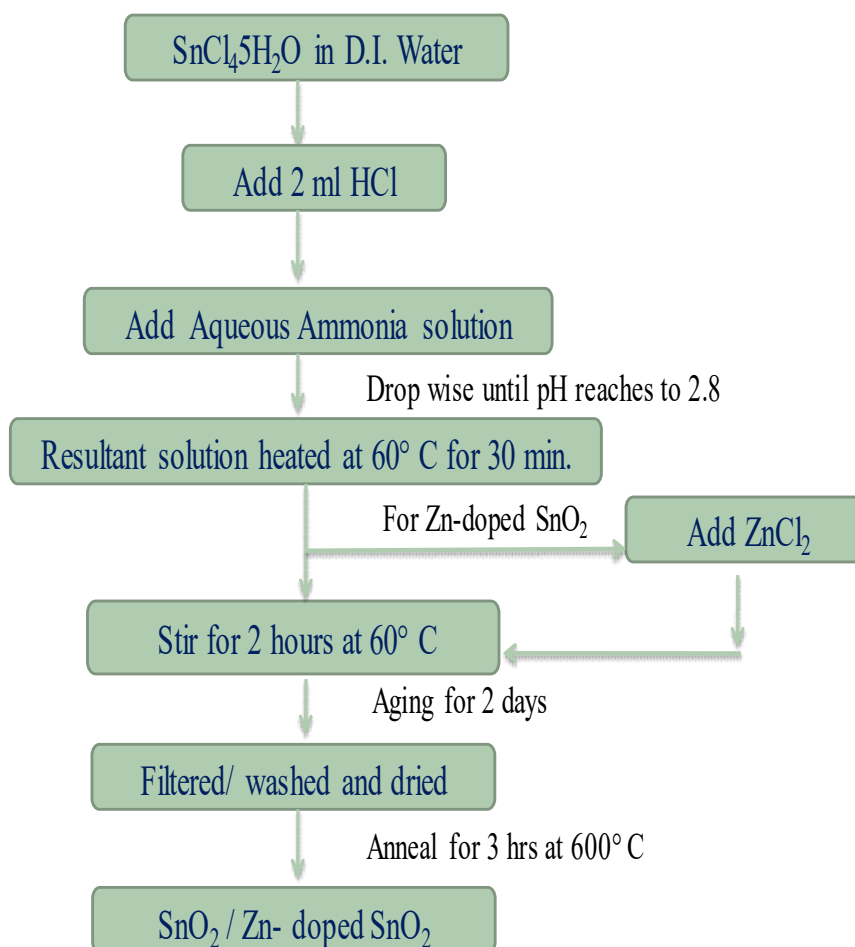 SnCl₄5H₂O in D.I. Water
Add 2 ml HCl
Add Aqueous Ammonia solution
Drop wise until pH reaches to 2.8
Resultant solution heated at 60° C for 30 min.
For Zn-doped SnO₂
Add ZnCl₂
Stir for 2 hours at 60° C
Aging for 2 days
Filtered/ washed and dried
Anneal for 3 hrs at 600° C
SnO₂ / Zn- doped SnO₂